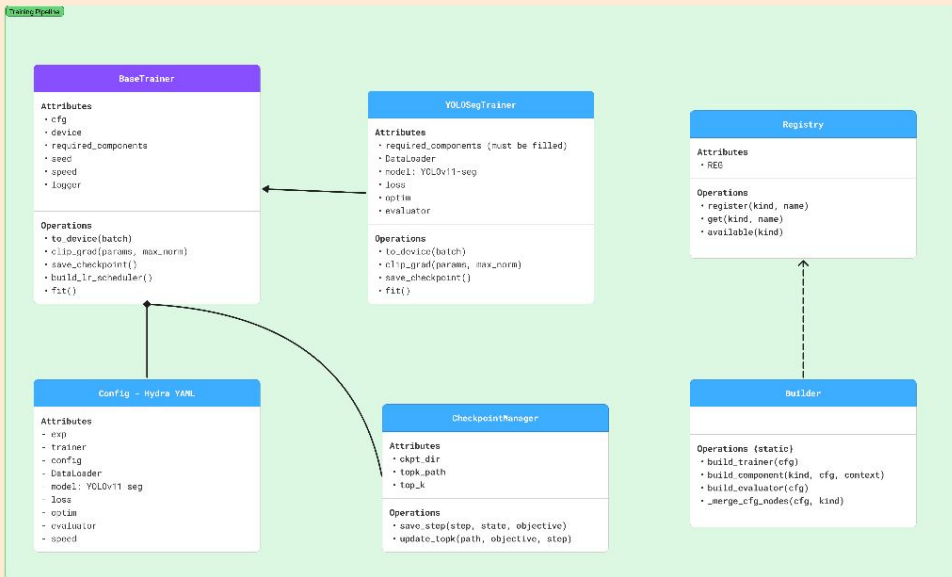 Training Pipeline
BaseTrainer
Attributes
• cfg
• device
• required_components
• seed
• speed
• logger
Operations
• to_device(batch)
• clip_grad(params, max_norm)
• save_checkpoint()
• build_lr_scheduler()
• fit()
YOLOSegTrainer
Attributes
• required_components (must be filled)
• DataLoader
• model: YOLOv11-seg
• loss
• optim
• evaluator
Operations
• to_device(batch)
• clip_grad(params, max_norm)
• save_checkpoint()
• fit()
Registry
Attributes
• REG
Operations
• register(kind, name)
• get(kind, name)
• available(kind)
Config - Hydra YAML
Attributes
- exp
- trainer
- config
- DataLoader
- model: YOLOv11 seg
- loss
- optim
- evaluator
- speed
CheckpointManager
Attributes
• ckpt_dir
• topk_path
• top_k
Operations
• save_step(step, state, objective)
• update_topk(path, objective, step)
Builder
Operations {static}
• build_trainer(cfg)
• build_component(kind, cfg, context)
• build_evaluator(cfg)
• _merge_cfg_nodes(cfg, kind)